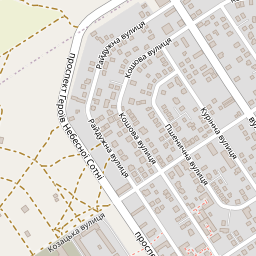 Райдужна вулиця
Кошова вулиця
проспект Героїв Небесної Сотні
Курінна вулиця
Райдужна вулиця
Кошова вулиця
Пшенична вулиця
Козацька вулиця
проспе